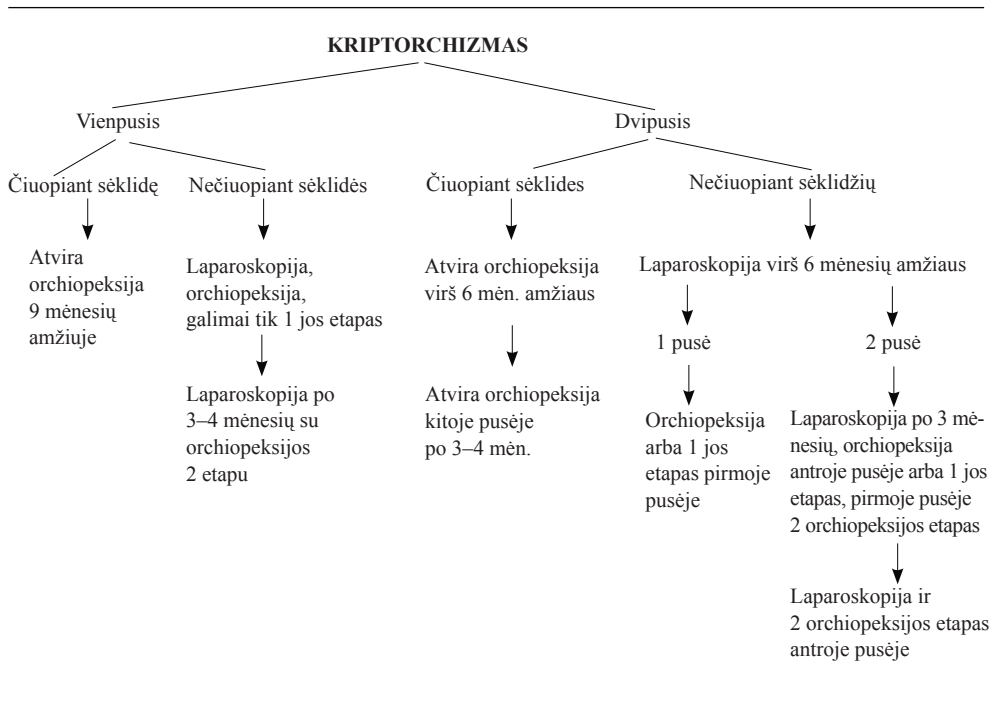 KRIPTORCHIZMAS
Vienpusis
Dvipusis
Čiuopiant sėklidę
Nečiuopiant sėklidės
Čiuopiant sėklides
Nečiuopiant sėklidžių
Atvira
orchiopeksija
9 mėnesių
amžiuje
Laparoskopija,
orchiopeksija,
galimai tik 1 jos etapas
Laparoskopija po
3–4 mėnesių su
orchiopeksijos
2 etapu
Atvira orchiopeksija
virš 6 mėn. amžiaus
Atvira orchiopeksija
kitoje pusėje
po 3–4 mėn.
Laparoskopija virš 6 mėnesių amžiaus
1 pusė
2 pusė
Orchiopeksija
arba 1 jos
etapas pirmoje
pusėje
Laparoskopija po 3 mė-
nesių, orchiopeksija
antroje pusėje arba 1 jos
etapas, pirmoje pusėje
2 orchiopeksijos etapas
Laparoskopija ir
2 orchiopeksijos etapas
antroje pusėje